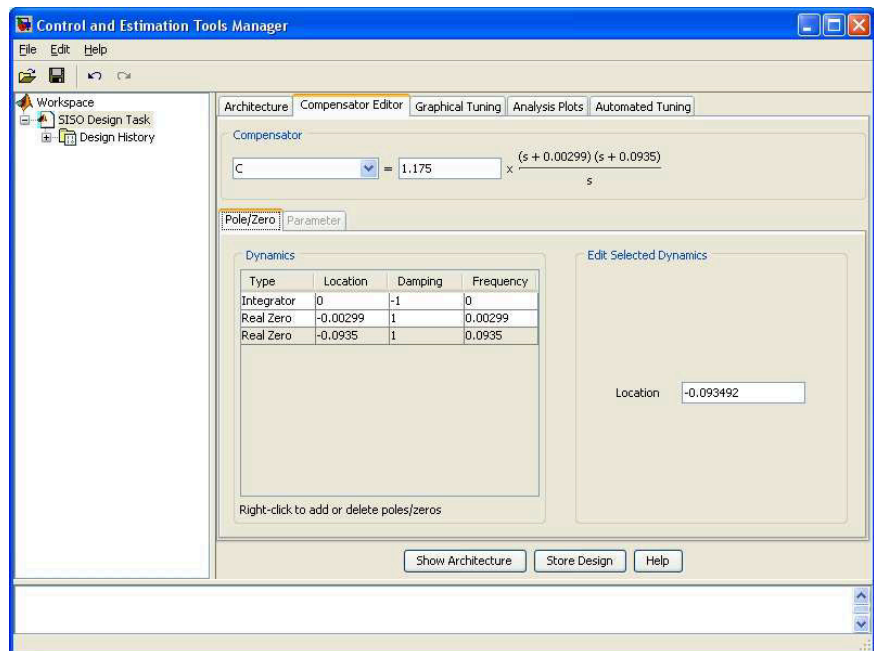 Control and Estimation Tools Manager
File Edit Help
Workspace
SISO Design Task
Design History
Architecture Compensator Editor Graphical Tuning Analysis Plots Automated Tuning
Compensator
C = 1.175 × (s + 0.00299) (s + 0.0935)
s
Pole/Zero Parameter
Dynamics
Type Location Damping Frequency
Integrator 0 -1 0
Real Zero -0.00299 1 0.00299
Real Zero -0.0935 1 0.0935
Right-click to add or delete poles/zeros
Edit Selected Dynamics
Location -0.093492
Show Architecture Store Design Help